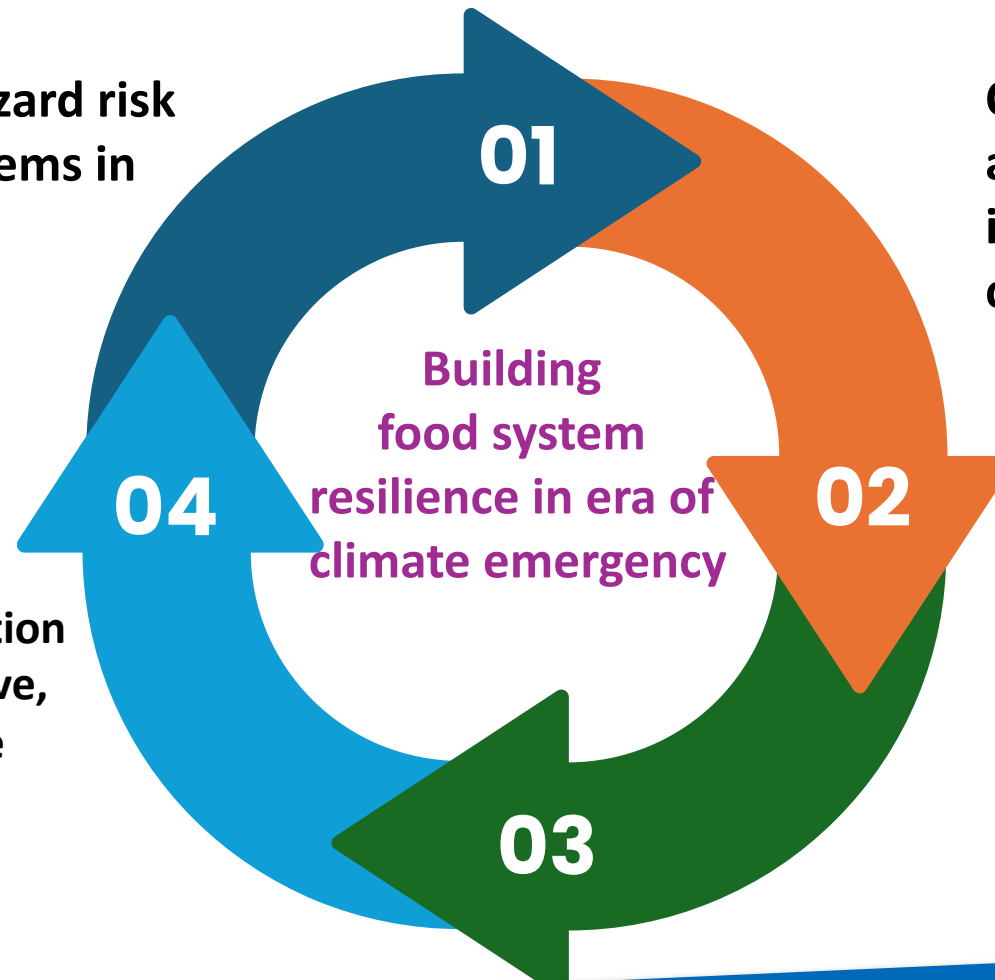 zard risk
ems in
01
Building
food system
resilience in era of
climate emergency
02
04
tion
ve,
e
03